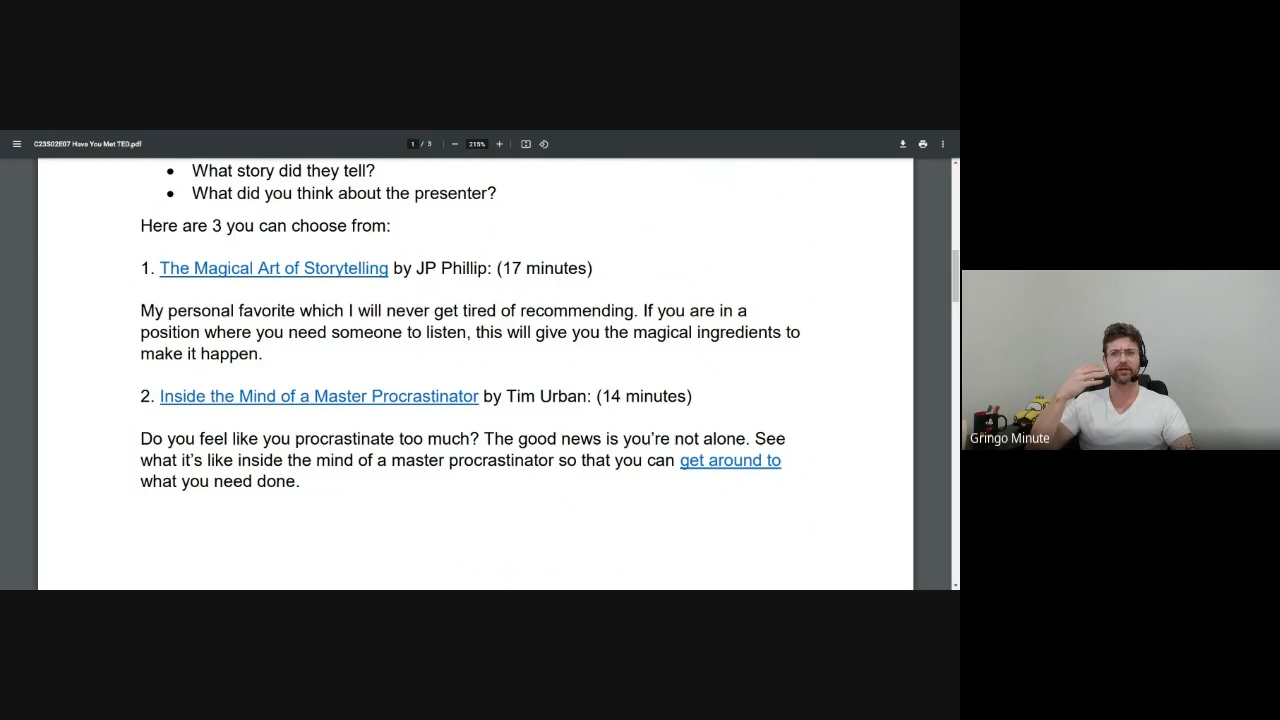 C23S02E07 Have You Met TED.pdf
1 / 3
215%
• What story did they tell?
• What did you think about the presenter?
Here are 3 you can choose from:
1. The Magical Art of Storytelling by JP Phillip: (17 minutes)
My personal favorite which I will never get tired of recommending. If you are in a
position where you need someone to listen, this will give you the magical ingredients to
make it happen.
2. Inside the Mind of a Master Procrastinator by Tim Urban: (14 minutes)
Do you feel like you procrastinate too much? The good news is you’re not alone. See
what it’s like inside the mind of a master procrastinator so that you can get around to
what you need done.
Gringo Minute